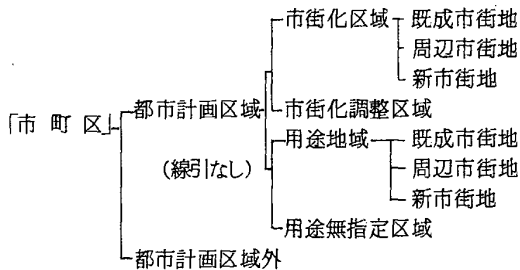 市街化区域 既成市街地
周辺市街地
新市街地
「市町区」 都市計画区域 市街化調整区域
用途地域 既成市街地
(線引なし) 周辺市街地
新市街地
用途無指定区域
都市計画区域外